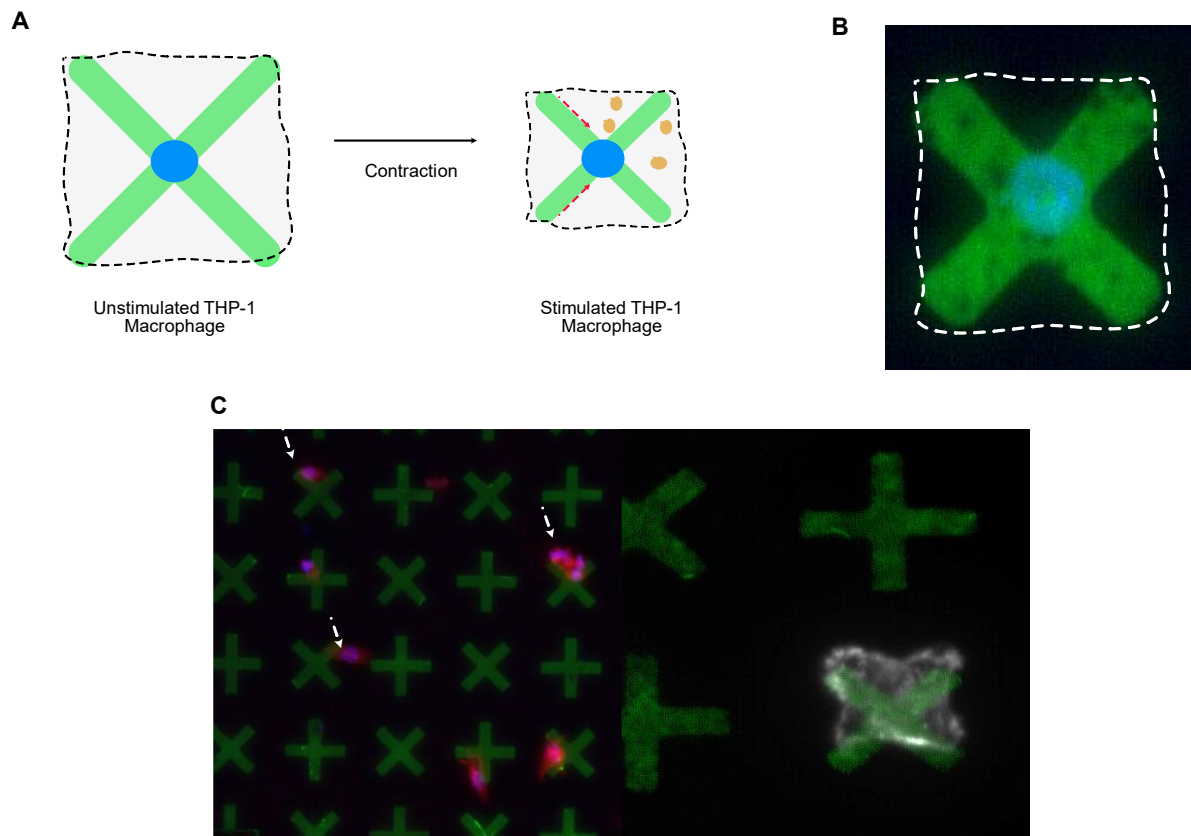 A
B
Contraction
Unstimulated THP-1
Macrophage
Stimulated THP-1
Macrophage
C